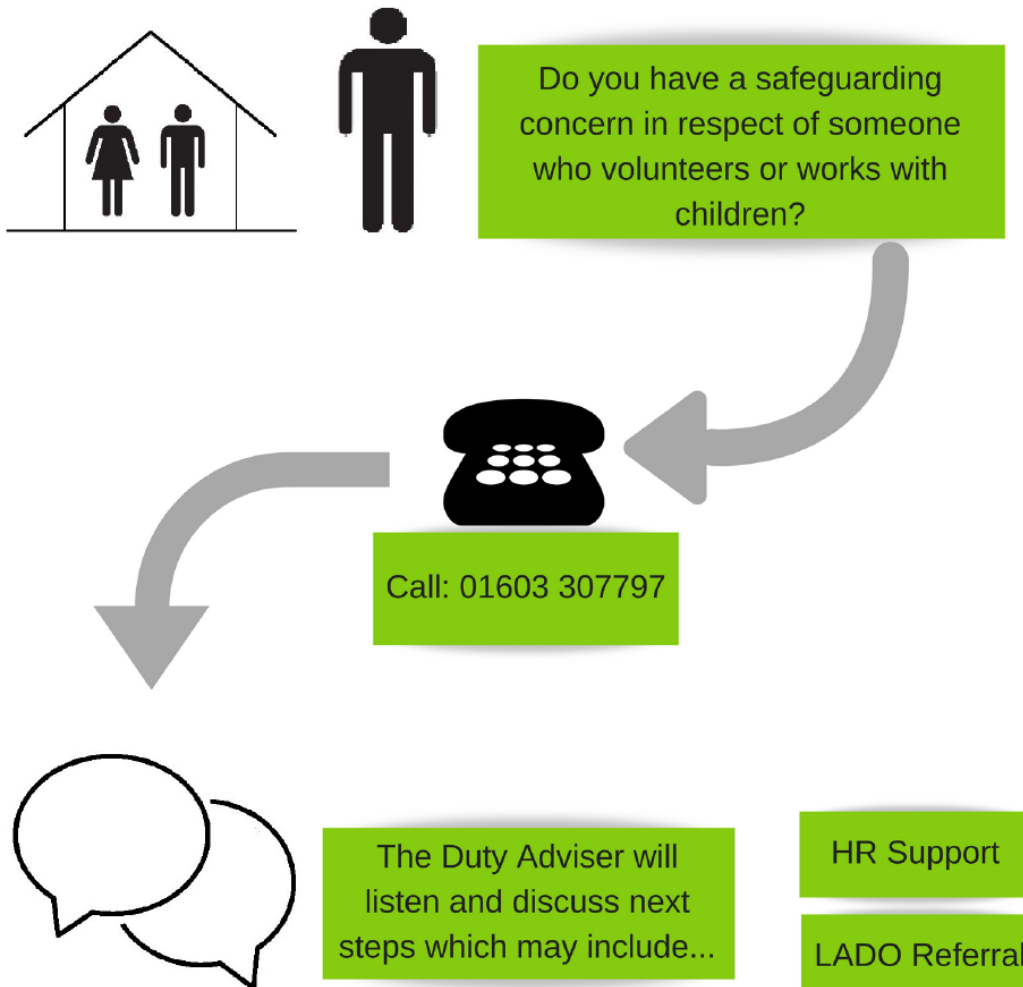 Do you have a safeguarding
concern in respect of someone
who volunteers or works with
children?
Call: 01603 307797
The Duty Adviser will
listen and discuss next
steps which may include...
HR Support
LADO Referral